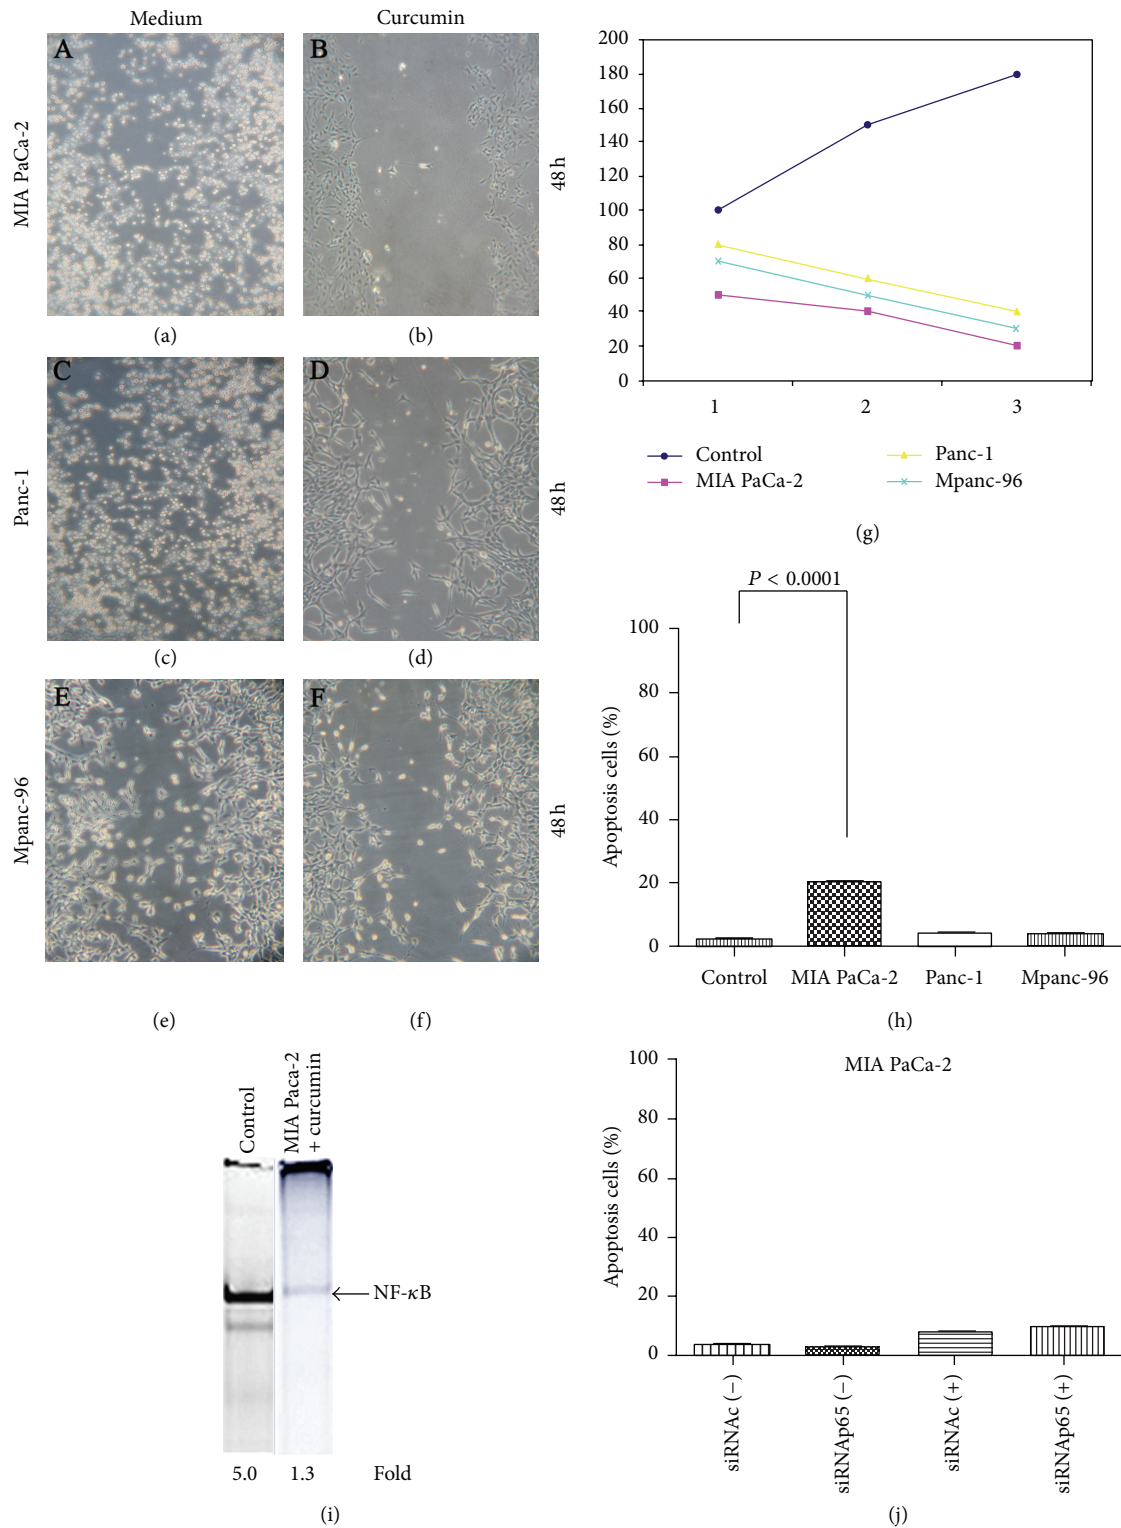 Medium
Curcumin
MIA PaCa-2
A
B
48 h
(a)
(b)
Panc-1
C
D
48 h
(c)
(d)
Mpanc-96
E
F
48 h
(e)
(f)
200
180
160
140
120
100
80
60
40
20
0
1
2
3
Control
Panc-1
MIA PaCa-2
Mpanc-96
(g)
P < 0.0001
Apoptosis cells (%)
100
80
60
40
20
0
Control
MIA PaCa-2
Panc-1
Mpanc-96
(h)
Control
MIA Paca-2
+ curcumin
NF-κB
5.0
1.3
Fold
(i)
MIA PaCa-2
Apoptosis cells (%)
100
80
60
40
20
0
siRNAc (−)
siRNAp65 (−)
siRNAc (+)
siRNAp65 (+)
(j)